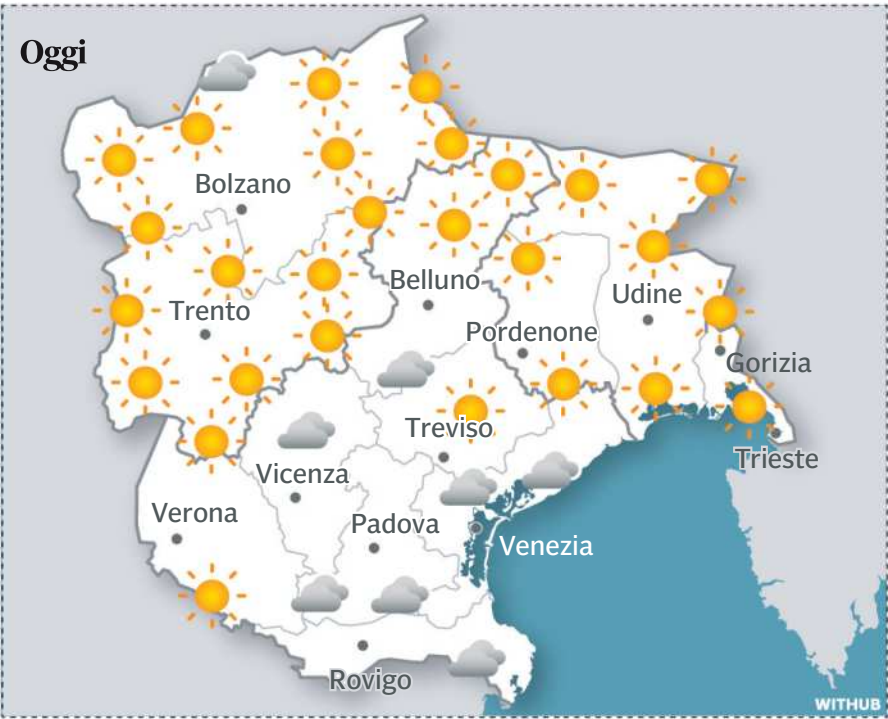 Oggi
Bolzano
Belluno
Udine
Trento
Pordenone
Gorizia
Treviso
Trieste
Vicenza
Verona
Padova
Venezia
Rovigo
WITHUB